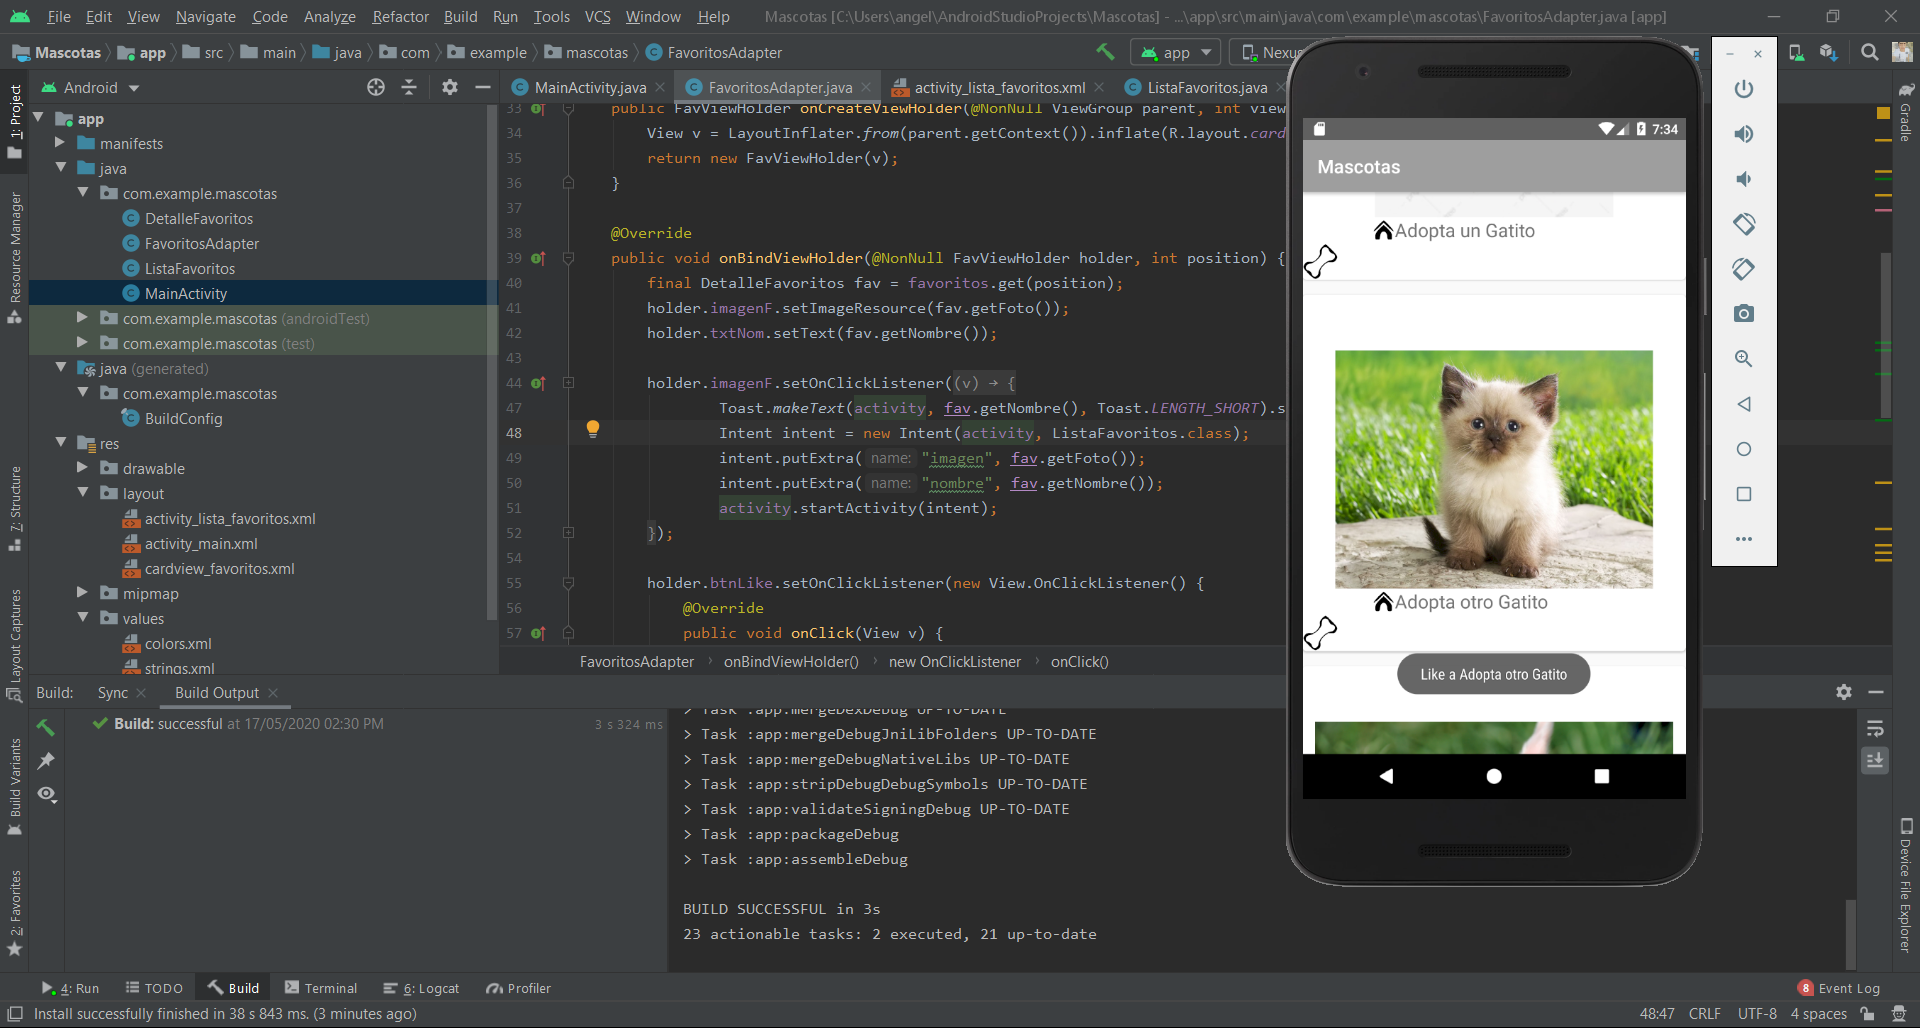 File Edit View Navigate Code Analyze Refactor Build Run Tools VCS Window Help Mascotas [C:\Users\angel\AndroidStudioProjects\Mascotas] - ...\app\src\main\java\com\example\mascotas\FavoritosAdapter.java [app]
Mascotas app src main java com example mascotas FavoritosAdapter app
Android
MainActivity.java FavoritosAdapter.java activity_lista_favoritos.xml ListaFavoritos.java
1: Project
Resource Manager
7: Structure
Layout Captures
Build Variants
2: Favorites
app
manifests
java
com.example.mascotas
DetalleFavoritos
FavoritosAdapter
ListaFavoritos
MainActivity
com.example.mascotas (androidTest)
com.example.mascotas (test)
java (generated)
com.example.mascotas
BuildConfig
res
drawable
layout
activity_lista_favoritos.xml
activity_main.xml
cardview_favoritos.xml
mipmap
values
colors.xml
strings.xml
33 public FavViewHolder onCreateViewHolder(@NonNull ViewGroup parent, int view
34 View v = LayoutInflater.from(parent.getContext()).inflate(R.layout.card
35 return new FavViewHolder(v);
36 }
37
38 @Override
39 public void onBindViewHolder(@NonNull FavViewHolder holder, int position) {
40 final DetalleFavoritos fav = favoritos.get(position);
41 holder.imagenF.setImageResource(fav.getFoto());
42 holder.txtNom.setText(fav.getNombre());
43
44 holder.imagenF.setOnClickListener((v) → {
47 Toast.makeText(activity, fav.getNombre(), Toast.LENGTH_SHORT).s
48 Intent intent = new Intent(activity, ListaFavoritos.class);
49 intent.putExtra( name: "imagen", fav.getFoto());
50 intent.putExtra( name: "nombre", fav.getNombre());
51 activity.startActivity(intent);
52 });
54
55 holder.btnLike.setOnClickListener(new View.OnClickListener() {
56 @Override
57 public void onClick(View v) {
FavoritosAdapter onBindViewHolder() new OnClickListener onClick()
7:34
Mascotas
Adopta un Gatito
Adopta otro Gatito
Like a Adopta otro Gatito
Gradle
Device File Explorer
Build: Sync Build Output
Build: successful at 17/05/2020 02:30 PM 3 s 324 ms
> Task :app:mergeDexDebug UP-TO-DATE
> Task :app:mergeDebugJniLibFolders UP-TO-DATE
> Task :app:mergeDebugNativeLibs UP-TO-DATE
> Task :app:stripDebugDebugSymbols UP-TO-DATE
> Task :app:validateSigningDebug UP-TO-DATE
> Task :app:packageDebug
> Task :app:assembleDebug
BUILD SUCCESSFUL in 3s
23 actionable tasks: 2 executed, 21 up-to-date
4: Run TODO Build Terminal 6: Logcat Profiler 8 Event Log
Install successfully finished in 38 s 843 ms. (3 minutes ago) 48:47 CRLF UTF-8 4 spaces